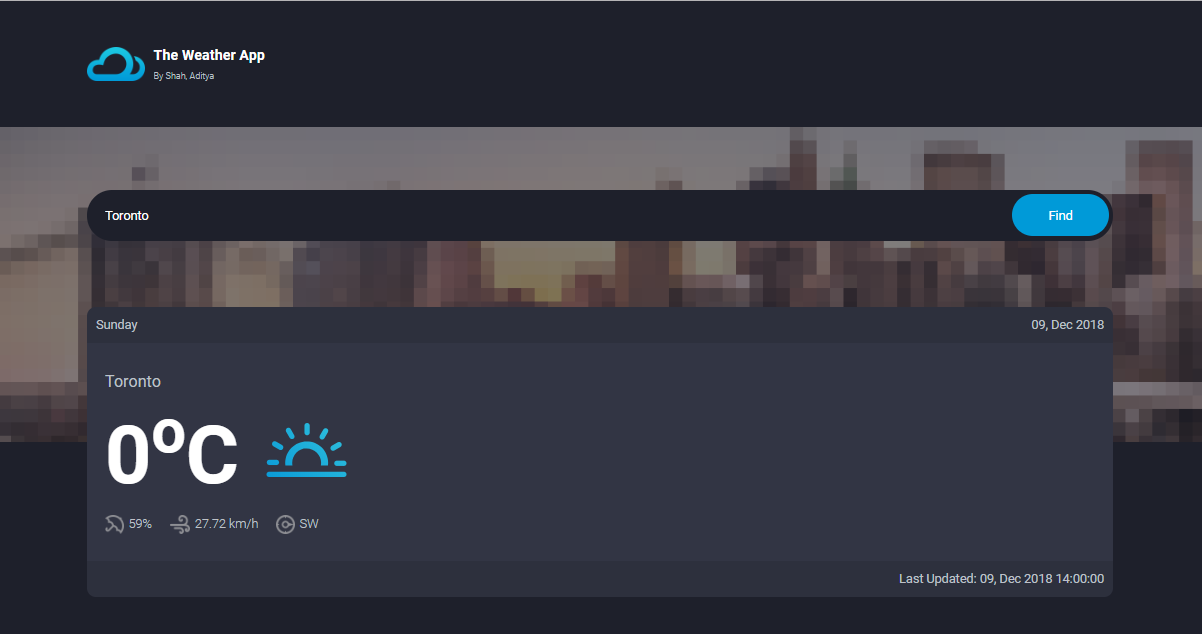 The Weather App
By Shah, Aditya
Toronto
Find
Sunday
09, Dec 2018
Toronto
0°C
59%
27.72 km/h
SW
Last Updated: 09, Dec 2018 14:00:00